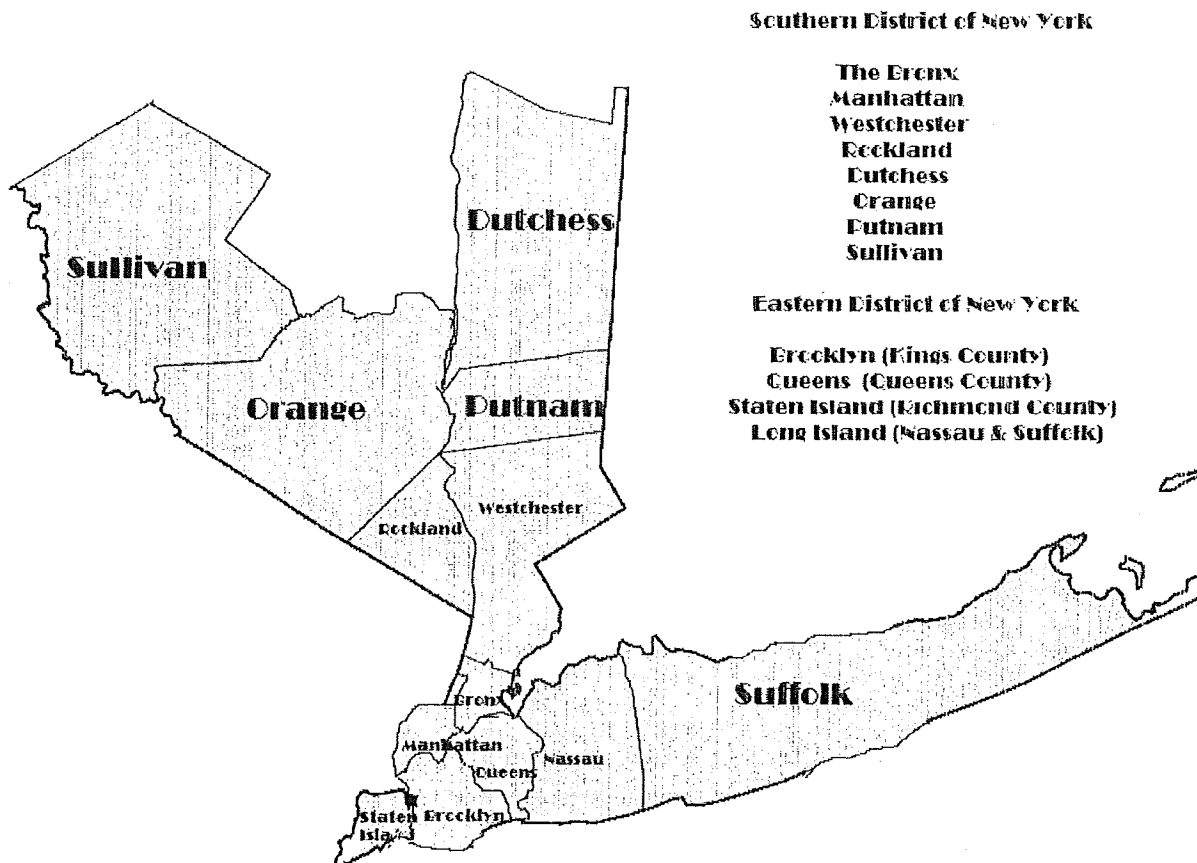 Southern District of New York
The Bronx
Manhattan
Westchester
Rockland
Dutchess
Orange
Putnam
Sullivan
Eastern District of New York
Brooklyn (Kings County)
Queens (Queens County)
Staten Island (Richmond County)
Long Island (Nassau & Suffolk)
Dutchess
Sullivan
Orange
Putnam
Westchester
Rockland
Suffolk
Bronx
Manhattan
Nassau
Queens
Staten
Island
Brooklyn